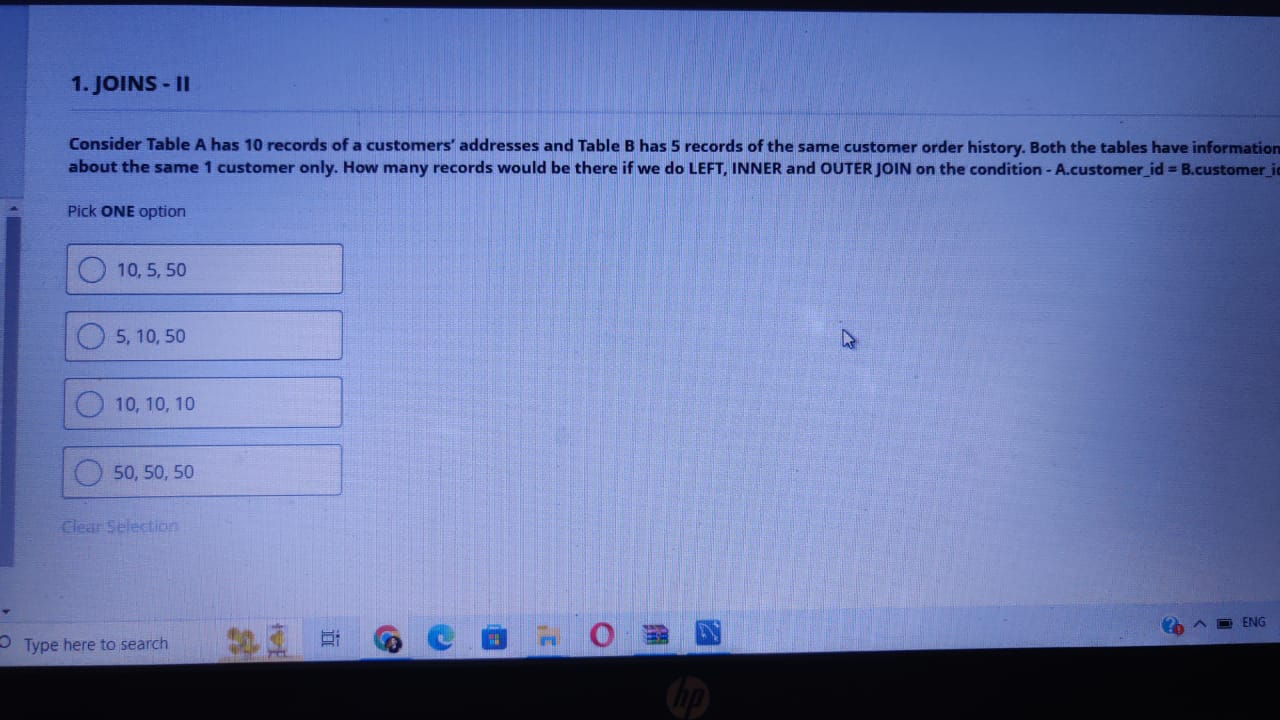 1. JOINS - II
Consider Table A has 10 records of a customers' addresses and Table B has 5 records of the same customer order history. Both the tables have information
about the same 1 customer only. How many records would be there if we do LEFT, INNER and OUTER JOIN on the condition - A.customer_id = B.customer_i
Pick ONE option
10, 5, 50
5, 10, 50
10, 10, 10
50, 50, 50
Clear Selection
Type here to search
ENG
hp